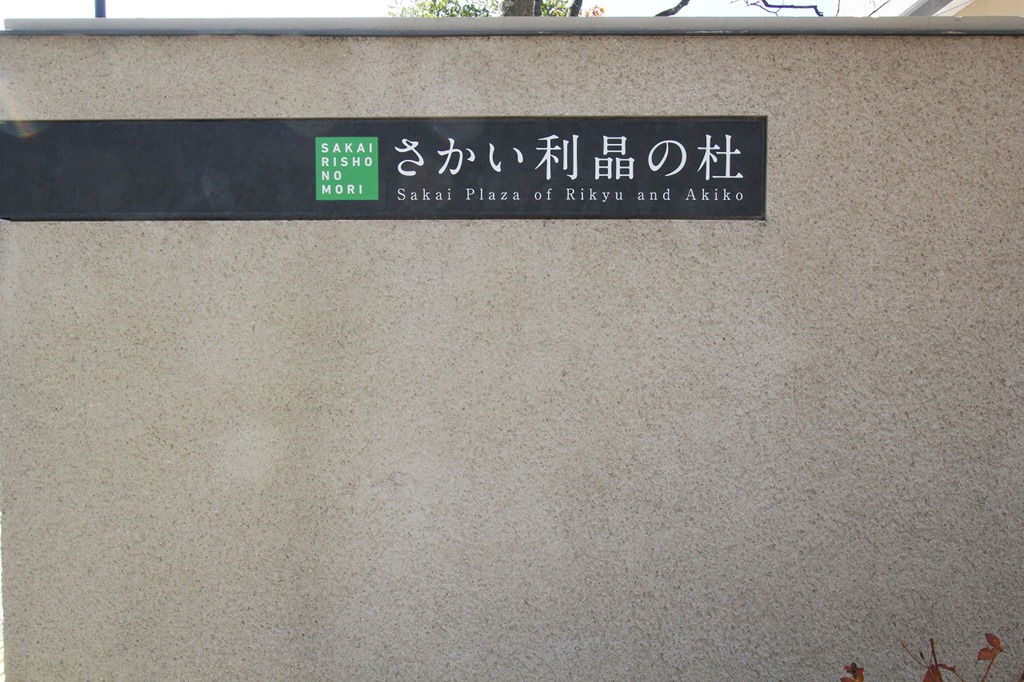 SAKAI
RISHO
NO
MORI
さかい利晶の杜
Sakai Plaza of Rikyu and Akiko